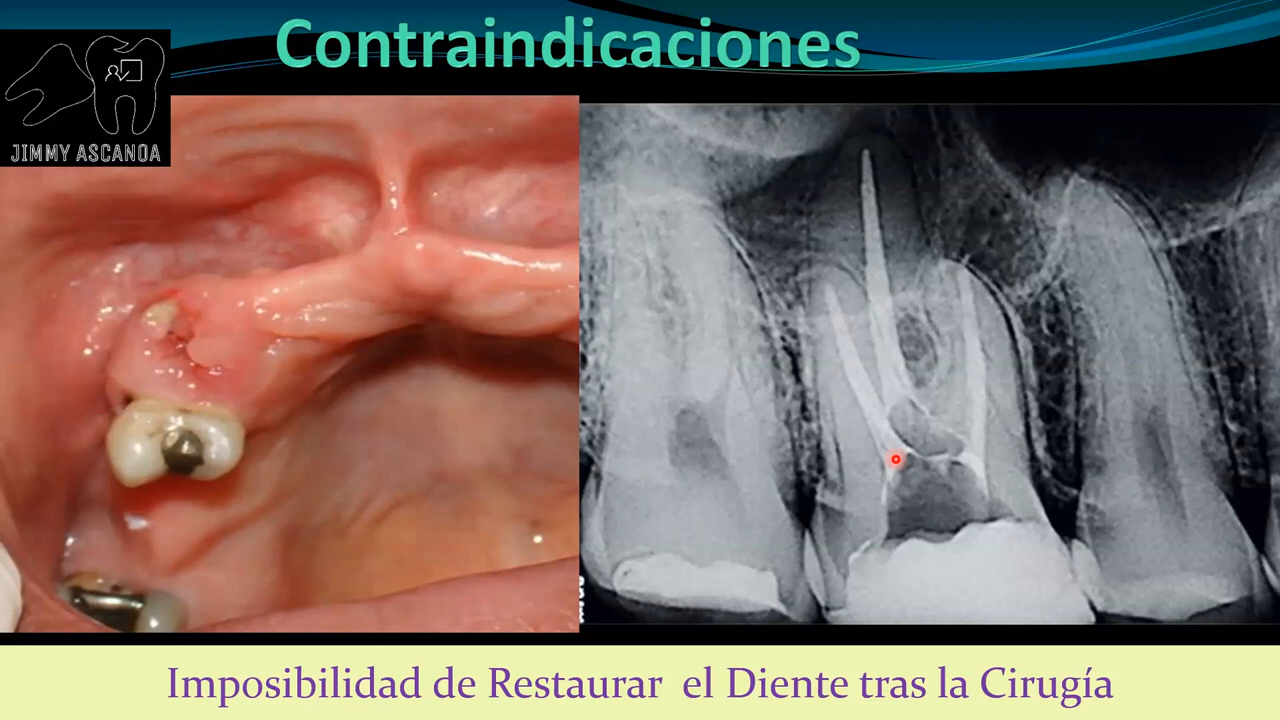 Contraindicaciones
JIMMY ASCANOA
Imposibilidad de Restaurar el Diente tras la Cirugía